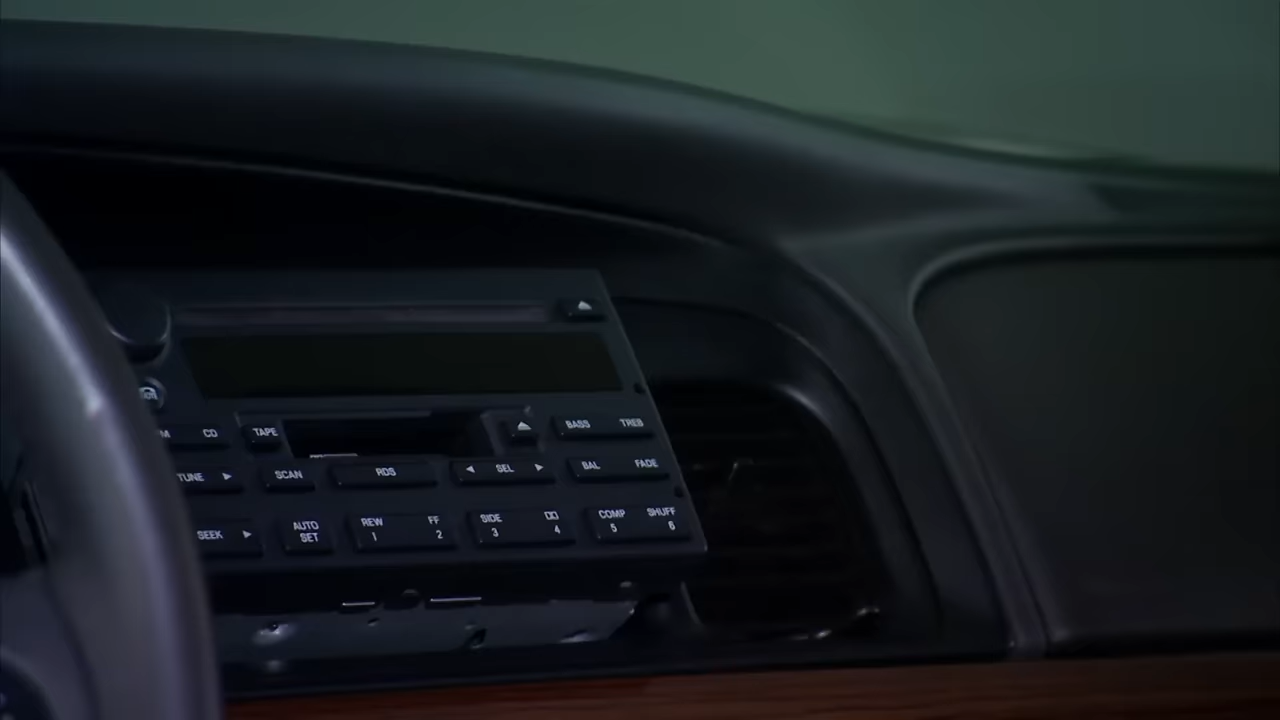 CD TAPE BASS TREB
TUNE SCAN RDS SEL BAL FADE
SEEK AUTO SET REW 1 FF 2 SIDE 3 4 COMP 5 SHUFF 6